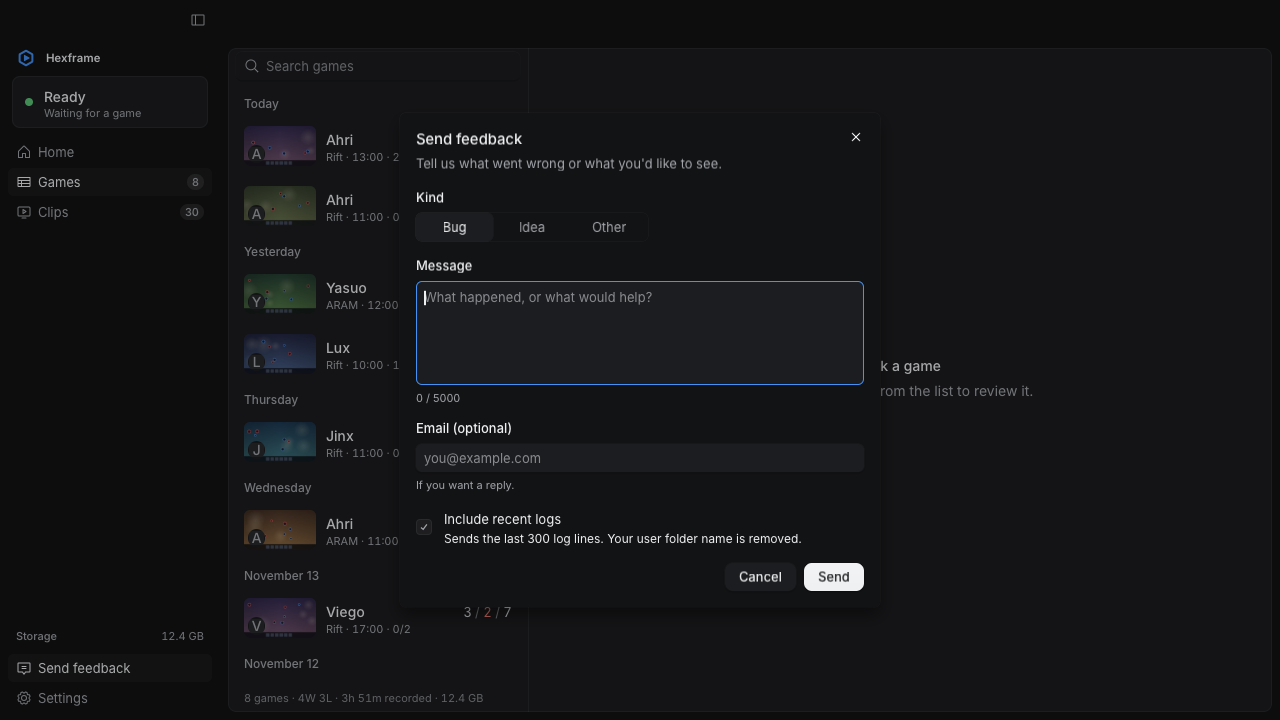 Hexframe
Ready
Waiting for a game
Home
Games 8
Clips 30
Storage 12.4 GB
Send feedback
Settings
Search games
Today
A Ahri
Rift · 13:00 · 2
A Ahri
Rift · 11:00 · 0
Yesterday
Y Yasuo
ARAM · 12:00
L Lux
Rift · 10:00 · 1
Thursday
J Jinx
Rift · 11:00 · 0
Wednesday
A Ahri
ARAM · 11:00
November 13
V Viego 3 / 2 / 7
Rift · 17:00 · 0/2
November 12
8 games · 4W 3L · 3h 51m recorded · 12.4 GB
Send feedback
Tell us what went wrong or what you'd like to see.
Kind
Bug Idea Other
Message
What happened, or what would help?
0 / 5000
Email (optional)
you@example.com
If you want a reply.
Include recent logs
Sends the last 300 log lines. Your user folder name is removed.
Cancel Send
k a game
rom the list to review it.